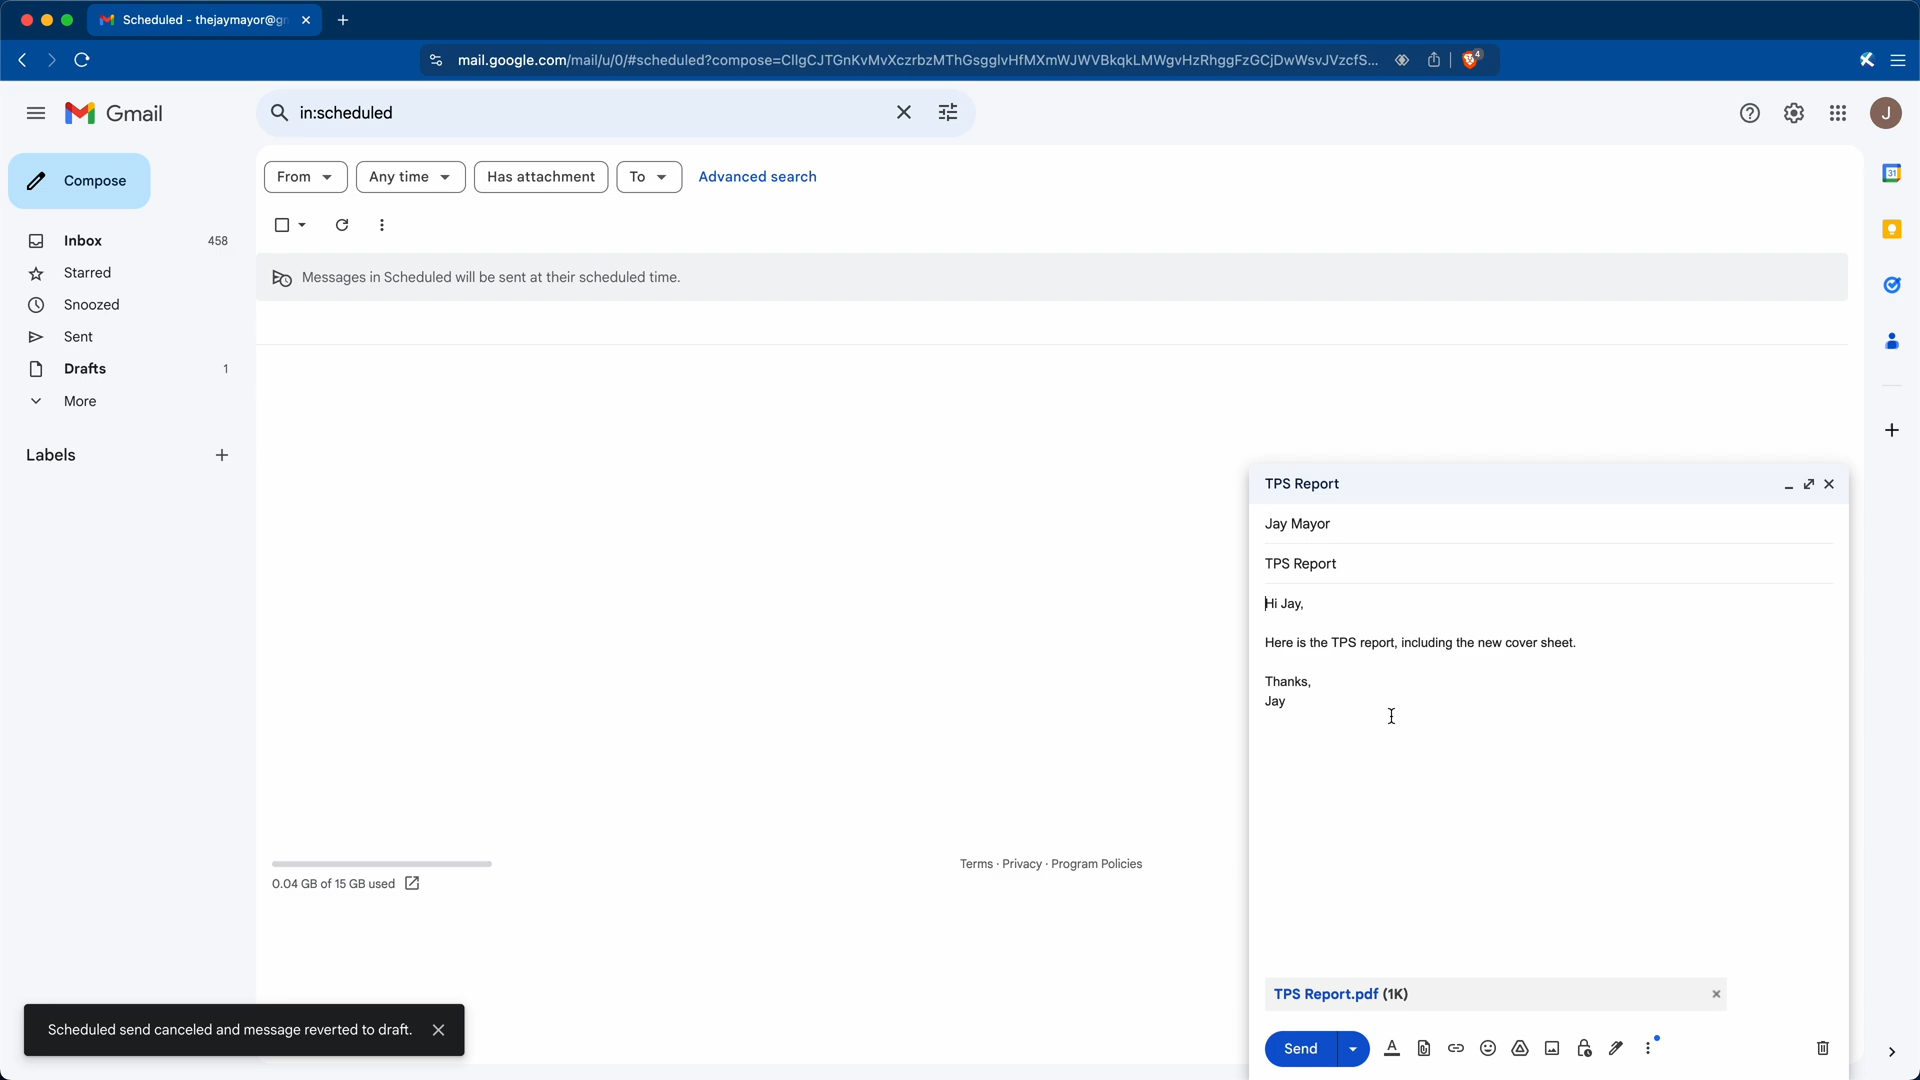 Scheduled - thejaymayor@g
mail.google.com/mail/u/0/#scheduled?compose=CllgCJTGnKvMvXczrbzMThGsgglvHfMXmWJWVBkqkLMWgvHzRhggFzGCjDwWsvJVzcfS...
4
Gmail
in:scheduled
J
Compose
From
Any time
Has attachment
To
Advanced search
31
Inbox 458
Starred
Snoozed
Sent
Drafts 1
More
Labels
Messages in Scheduled will be sent at their scheduled time.
TPS Report
Jay Mayor
TPS Report
Hi Jay,
Here is the TPS report, including the new cover sheet.
Thanks,
Jay
0.04 GB of 15 GB used
Terms · Privacy · Program Policies
TPS Report.pdf (1K)
Send
Scheduled send canceled and message reverted to draft.